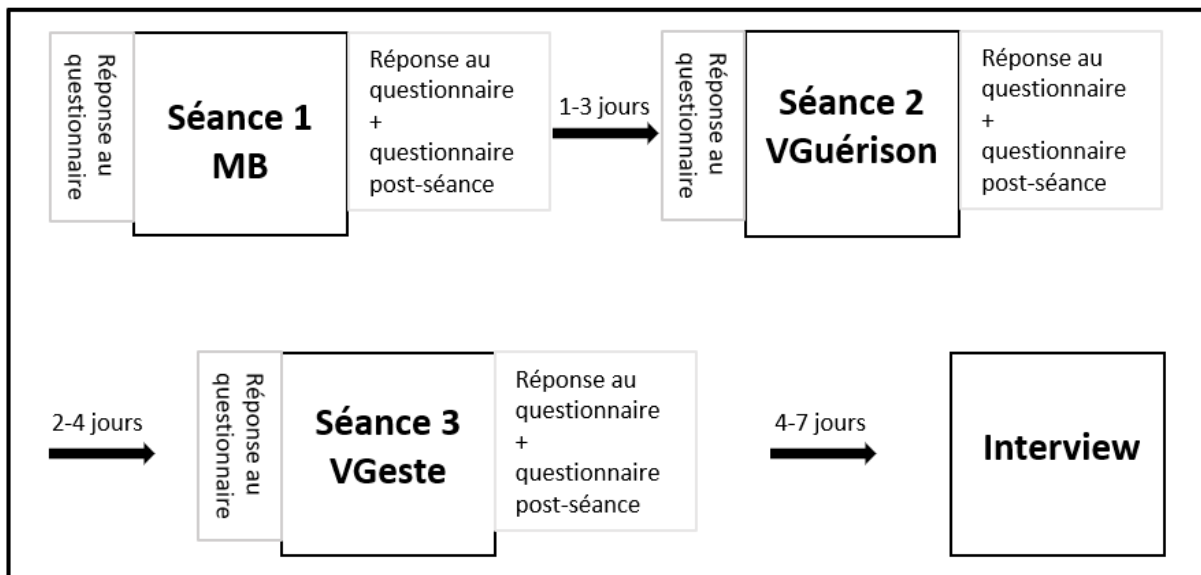 Réponse au
questionnaire
Séance 1
MB
Réponse au
questionnaire
+
questionnaire
post-séance
1-3 jours
Réponse au
questionnaire
Séance 2
VGuérison
Réponse au
questionnaire
+
questionnaire
post-séance
2-4 jours
Réponse au
questionnaire
Séance 3
VGeste
Réponse au
questionnaire
+
questionnaire
post-séance
4-7 jours
Interview